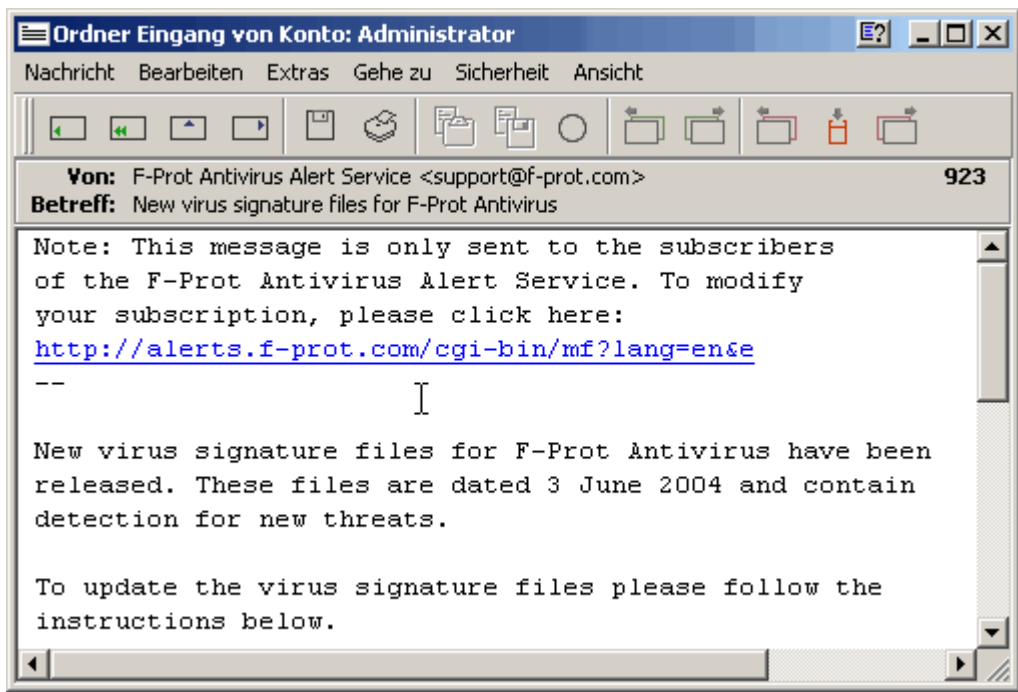 Ordner Eingang von Konto: Administrator
Nachricht Bearbeiten Extras Gehe zu Sicherheit Ansicht
Von: F-Prot Antivirus Alert Service <support@f-prot.com> 923
Betreff: New virus signature files for F-Prot Antivirus
Note: This message is only sent to the subscribers
of the F-Prot Antivirus Alert Service. To modify
your subscription, please click here:
http://alerts.f-prot.com/cgi-bin/mf?lang=en&e
--
New virus signature files for F-Prot Antivirus have been
released. These files are dated 3 June 2004 and contain
detection for new threats.
To update the virus signature files please follow the
instructions below.